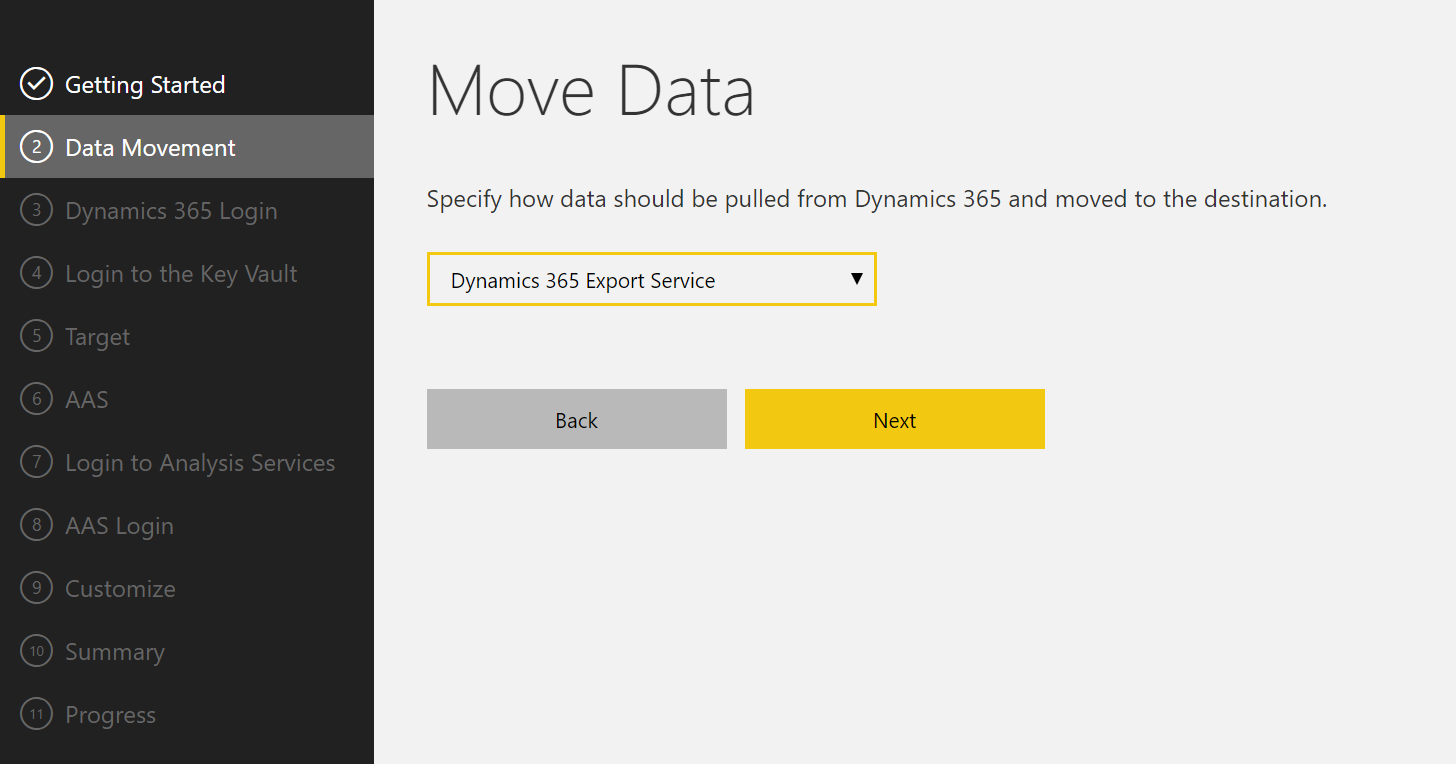 Getting Started
2 Data Movement
3 Dynamics 365 Login
4 Login to the Key Vault
5 Target
6 AAS
7 Login to Analysis Services
8 AAS Login
9 Customize
10 Summary
11 Progress
Move Data
Specify how data should be pulled from Dynamics 365 and moved to the destination.
Dynamics 365 Export Service
Back
Next